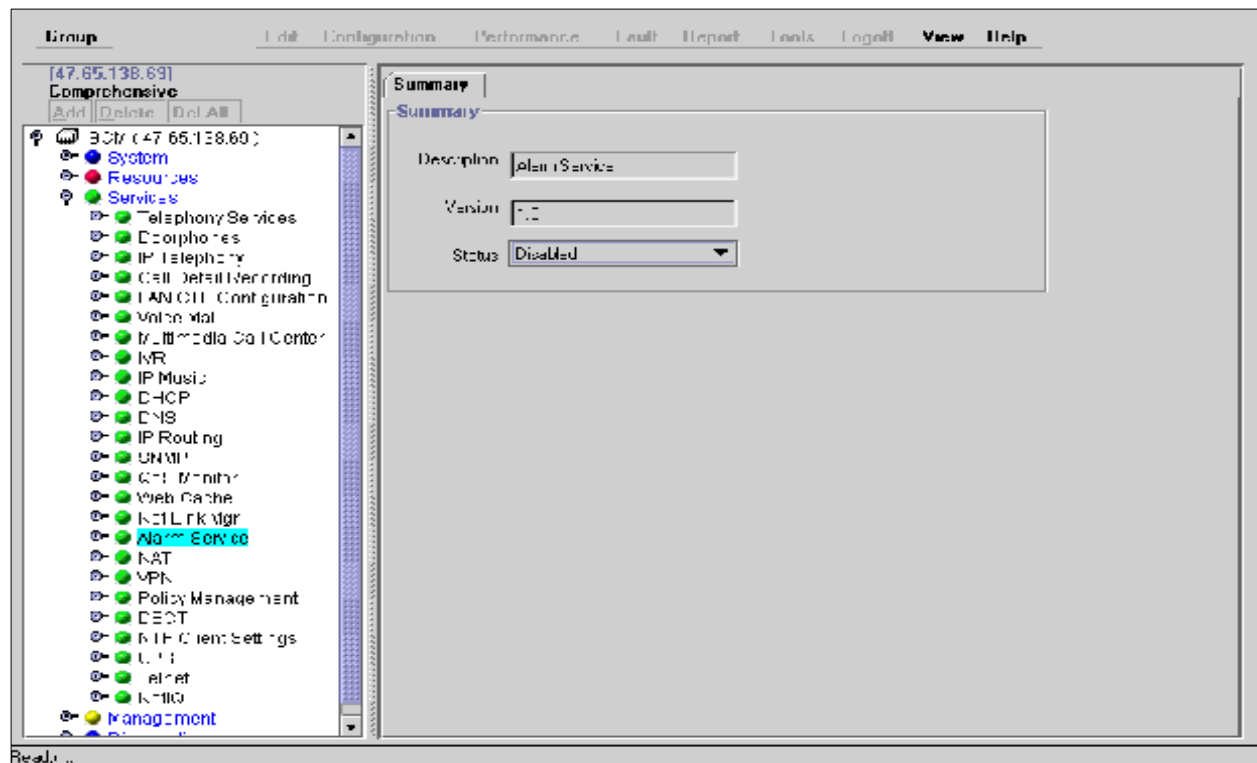 Group Edit Configuration Performance Fault Report Tools Logoff View Help
[47.65.138.69]
Comprehensive
Add Delete Del All
BCM (47.65.138.69)
System
Resources
Services
Telephony Services
Doorphones
IP Telephony
Call Detail Recording
LAN CTE Configuration
Voice Mail
Multimedia Call Center
IVR
IP Music
DHCP
DNS
IP Routing
SNMP
QoS Monitor
Web Cache
Net Link Mgr
Alarm Service
NAT
VPN
Policy Management
DECT
NTP Client Settings
UPS
Telnet
NetIQ
Management
Summary
Summary
Description Alarm Service
Version
Status Disabled
Ready...